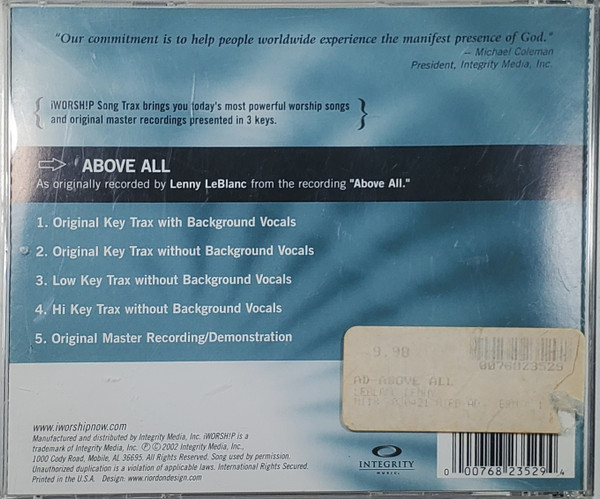 "Our commitment is to help people worldwide experience the manifest presence of God."
— Michael Coleman
President, Integrity Media, Inc.
iWORSH!P Song Trax brings you today's most powerful worship songs
and original master recordings presented in 3 keys.
ABOVE ALL
As originally recorded by Lenny LeBlanc from the recording "Above All."
1. Original Key Trax with Background Vocals
2. Original Key Trax without Background Vocals
3. Low Key Trax without Background Vocals
4. Hi Key Trax without Background Vocals
5. Original Master Recording/Demonstration
9.98
0076823529
AD-ABOVE ALL
www.iworshipnow.com
Manufactured and distributed by Integrity Media, Inc. iWORSH!P is a
trademark of Integrity Media, Inc. ℗ © 2002 Integrity Media, Inc.,
1000 Cody Road, Mobile, AL 36695. All Rights Reserved. Song used by permission.
Unauthorized duplication is a violation of applicable laws. International Rights Secured.
Printed in the U.S.A. Design: www.riordondesign.com
INTEGRITY
MUSIC.
0 00768 23529 4